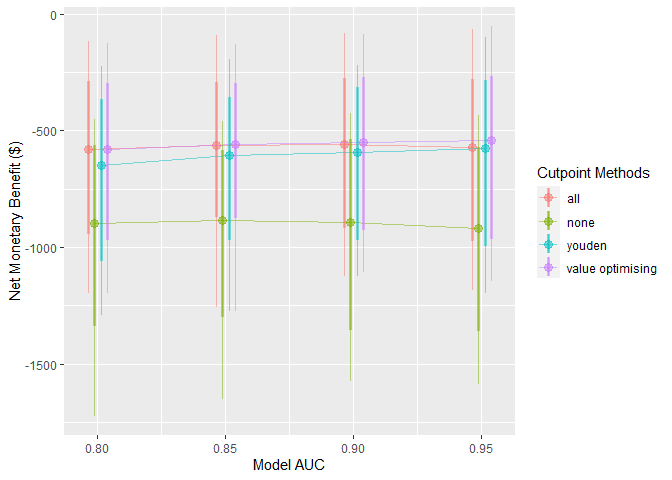 0
-500
-1000
-1500
Net Monetary Benefit ($)
0.80
0.85
0.90
0.95
Model AUC
Cutpoint Methods
all
none
youden
value optimising